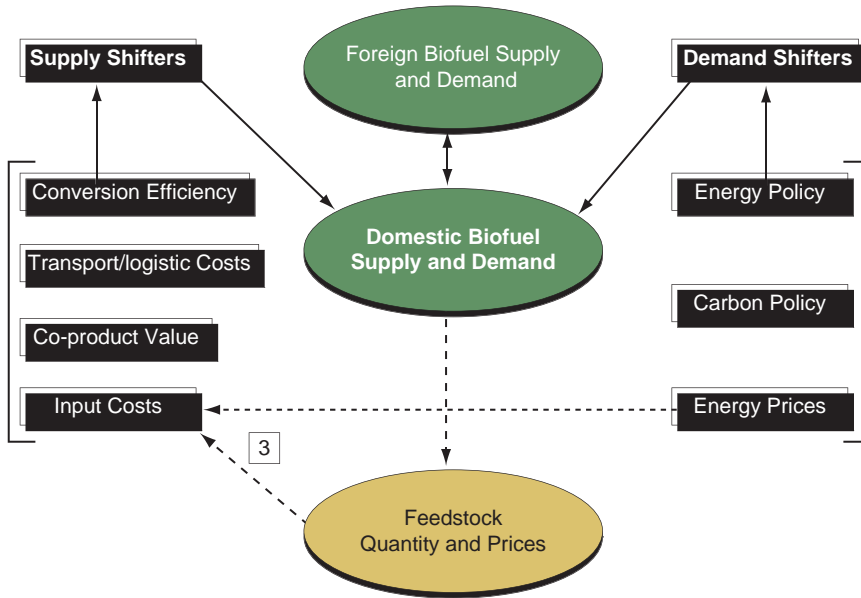 Supply Shifters
Foreign Biofuel Supply
and Demand
Demand Shifters
Conversion Efficiency
Energy Policy
Domestic Biofuel
Supply and Demand
Transport/logistic Costs
Carbon Policy
Co-product Value
Input Costs
Energy Prices
3
Feedstock
Quantity and Prices